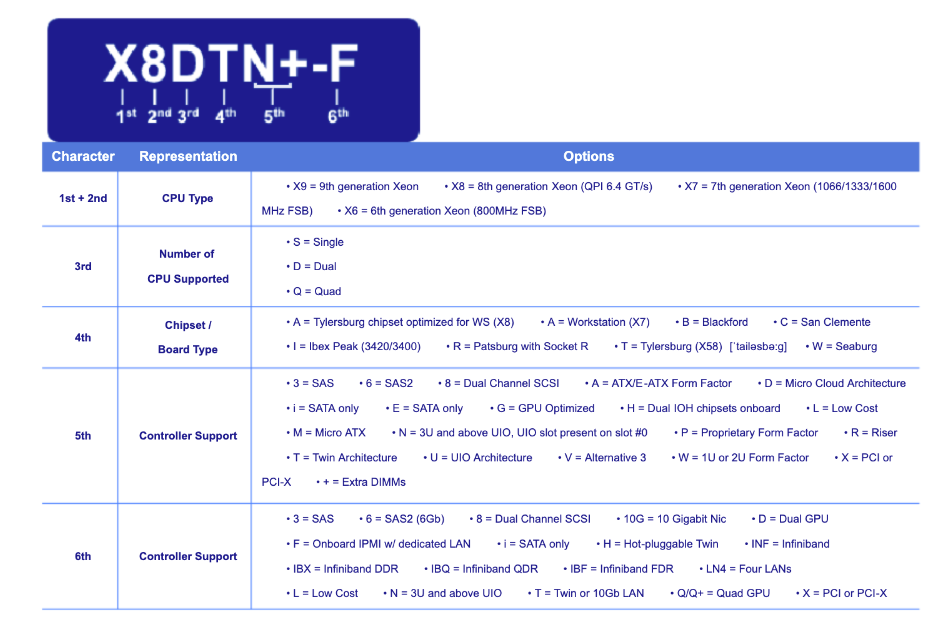 X8DTN+-F
1st 2nd 3rd 4th 5th 6th
Character Representation Options
1st + 2nd CPU Type • X9 = 9th generation Xeon • X8 = 8th generation Xeon (QPI 6.4 GT/s) • X7 = 7th generation Xeon (1066/1333/1600
MHz FSB) • X6 = 6th generation Xeon (800MHz FSB)
3rd Number of
CPU Supported
• S = Single
• D = Dual
• Q = Quad
4th Chipset /
Board Type
• A = Tylersburg chipset optimized for WS (X8) • A = Workstation (X7) • B = Blackford • C = San Clemente
• I = Ibex Peak (3420/3400) • R = Patsburg with Socket R • T = Tylersburg (X58) [ˈtailəsbə:g] • W = Seaburg
5th Controller Support
• 3 = SAS • 6 = SAS2 • 8 = Dual Channel SCSI • A = ATX/E-ATX Form Factor • D = Micro Cloud Architecture
• i = SATA only • E = SATA only • G = GPU Optimized • H = Dual IOH chipsets onboard • L = Low Cost
• M = Micro ATX • N = 3U and above UIO, UIO slot present on slot #0 • P = Proprietary Form Factor • R = Riser
• T = Twin Architecture • U = UIO Architecture • V = Alternative 3 • W = 1U or 2U Form Factor • X = PCI or
PCI-X • + = Extra DIMMs
6th Controller Support
• 3 = SAS • 6 = SAS2 (6Gb) • 8 = Dual Channel SCSI • 10G = 10 Gigabit Nic • D = Dual GPU
• F = Onboard IPMI w/ dedicated LAN • i = SATA only • H = Hot-pluggable Twin • INF = Infiniband
• IBX = Infiniband DDR • IBQ = Infiniband QDR • IBF = Infiniband FDR • LN4 = Four LANs
• L = Low Cost • N = 3U and above UIO • T = Twin or 10Gb LAN • Q/Q+ = Quad GPU • X = PCI or PCI-X